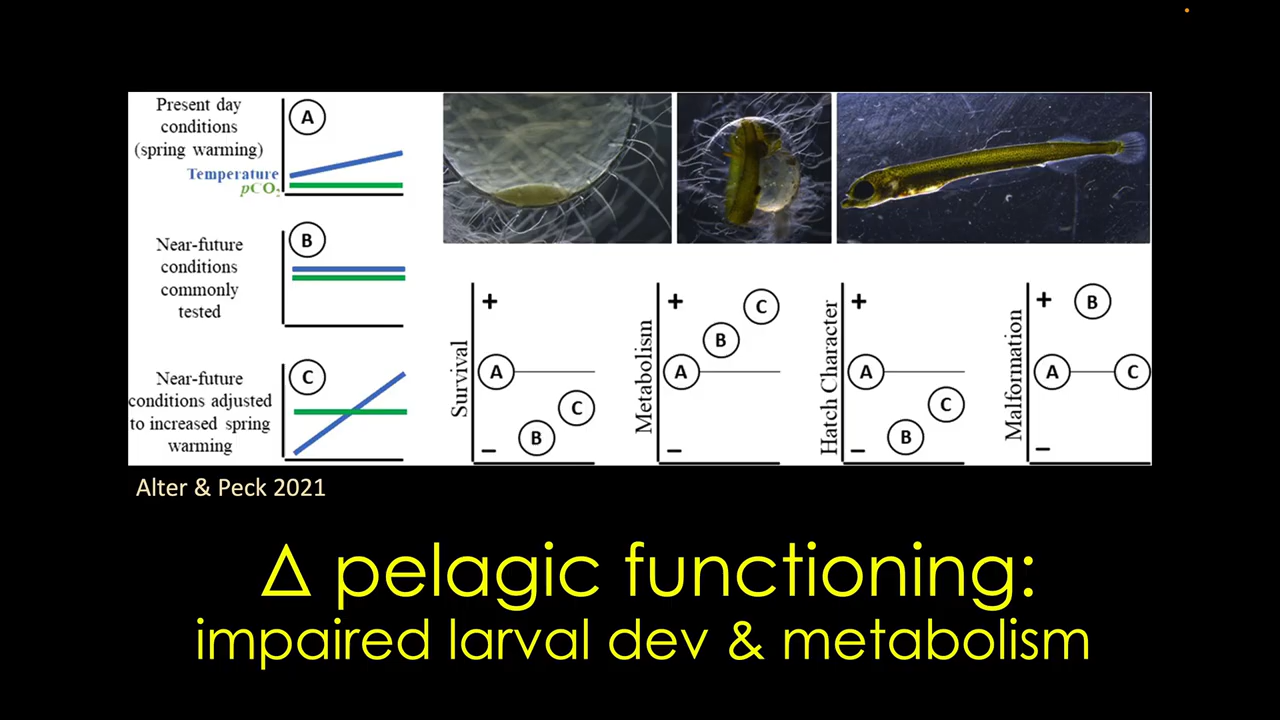 Present day
conditions
(spring warming)
A
Temperature
pCO₂
Near-future
conditions
commonly
tested
B
Near-future
conditions adjusted
to increased spring
warming
C
Survival
+
A
C
B
−
Metabolism
+
C
B
A
−
Hatch Character
+
A
C
B
−
Malformation
+
B
A
C
−
Alter & Peck 2021
Δ pelagic functioning:
impaired larval dev & metabolism